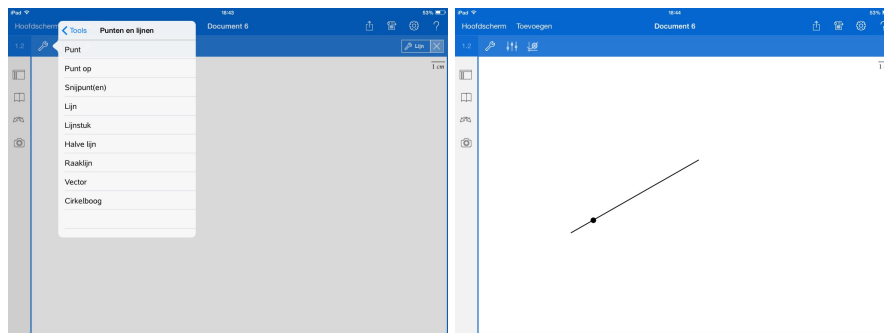 iPad 18:43 53%
Hoofdscherm Document 6 ?
Tools Punten en lijnen
1.2 Lijn
Punt
Punt op
Snijpunt(en)
Lijn
Lijnstuk
Halve lijn
Raaklijn
Vector
Cirkelboog
1 cm
iPad 18:44 53%
Hoofdscherm Toevoegen Document 6 ?
1.2
1